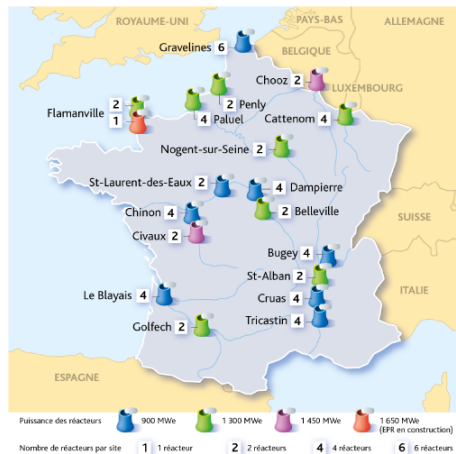 ROYAUME-UNI
PAYS-BAS
ALLEMAGNE
Gravelines 6
BELGIQUE
Chooz 2
LUXEMBOURG
Flamanville
2
1
2 Penly
4 Paluel
Cattenom 4
Nogent-sur-Seine 2
St-Laurent-des-Eaux 2
4 Dampierre
Chinon 4
2 Belleville
Civaux 2
SUISSE
Bugey 4
St-Alban 2
ITALIE
Le Blayais 4
Cruas 4
Golfech 2
Tricastin 4
ESPAGNE
Puissance des réacteurs 900 MWe 1 300 MWe 1 450 MWe 1 650 MWe
(EPR en construction)
Nombre de réacteurs par site 1 1 réacteur 2 2 réacteurs 4 4 réacteurs 6 6 réacteurs